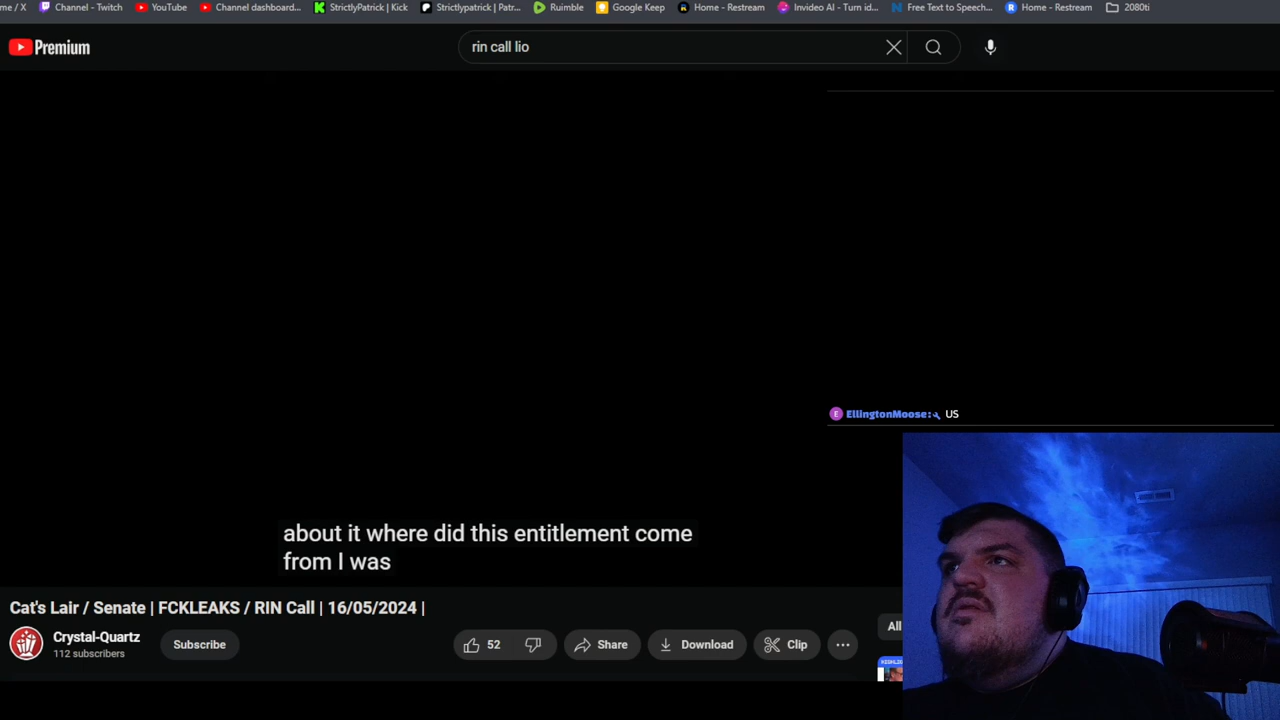 me / X
Channel - Twitch
YouTube
Channel dashboard...
StrictlyPatrick | Kick
Strictlypatrick | Patr...
Rumble
Google Keep
Home - Restream
Invideo AI - Turn id...
Free Text to Speech...
Home - Restream
2080ti
Premium
rin call lio
E EllingtonMoose: US
about it where did this entitlement come
from I was
Cat's Lair / Senate | FCKLEAKS / RIN Call | 16/05/2024 |
Crystal-Quartz
112 subscribers
Subscribe
52
Share
Download
Clip
All